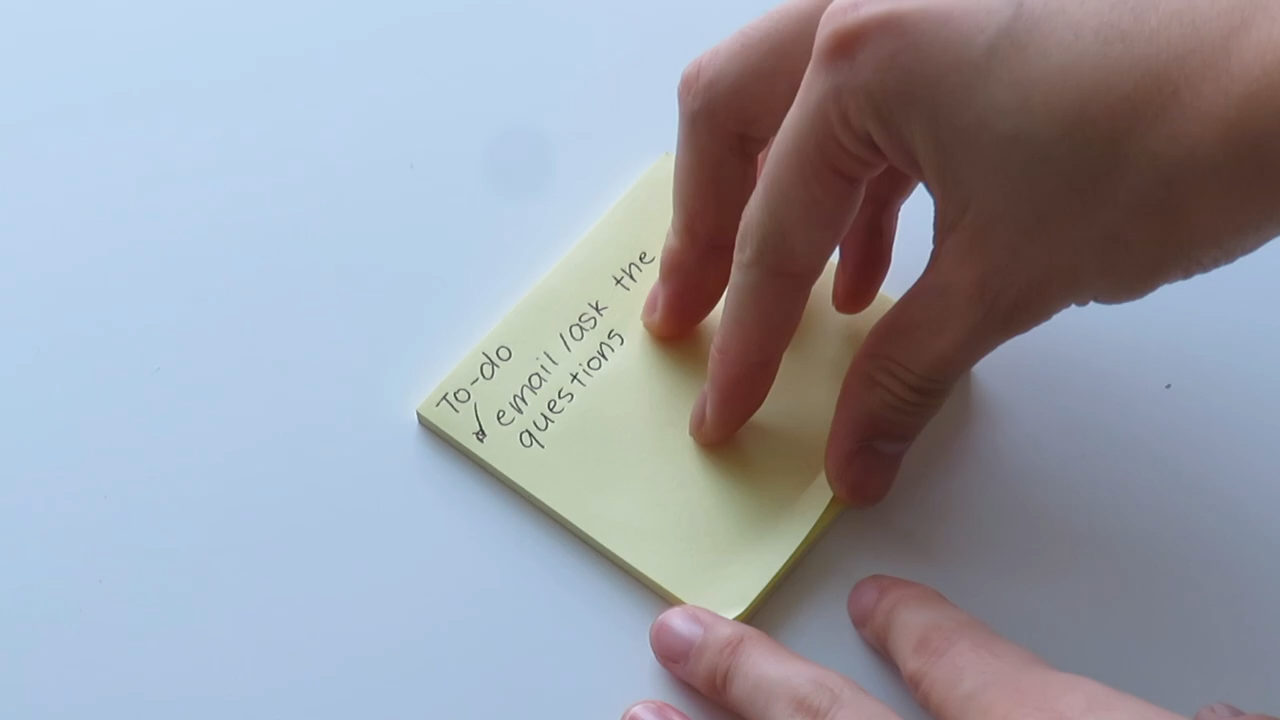 To-do
✓ email /ask the
questions